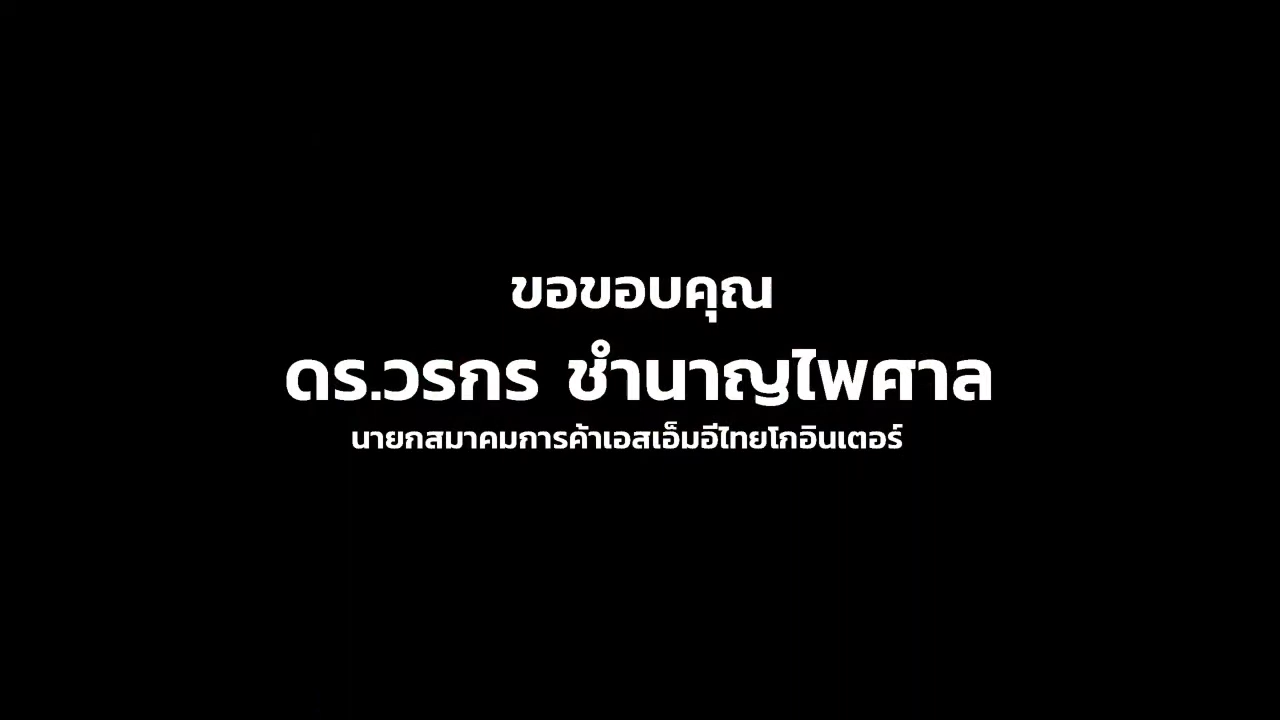 ขอขอบคุณ
ดร.วรกร ชำนาญไพศาล
นายกสมาคมการค้าเอสเอ็มอีไทยโกอินเตอร์